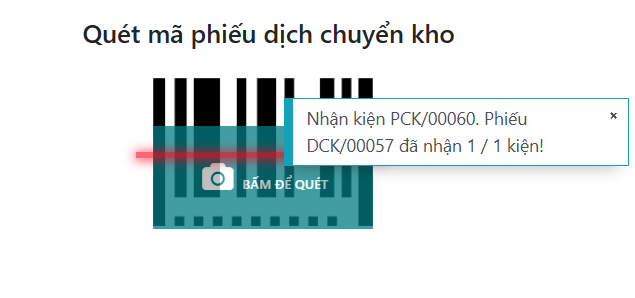 Quét mã phiếu dịch chuyển kho
Nhận kiện PCK/00060. Phiếu
DCK/00057 đã nhận 1 / 1 kiện!
BẤM ĐỂ QUÉT